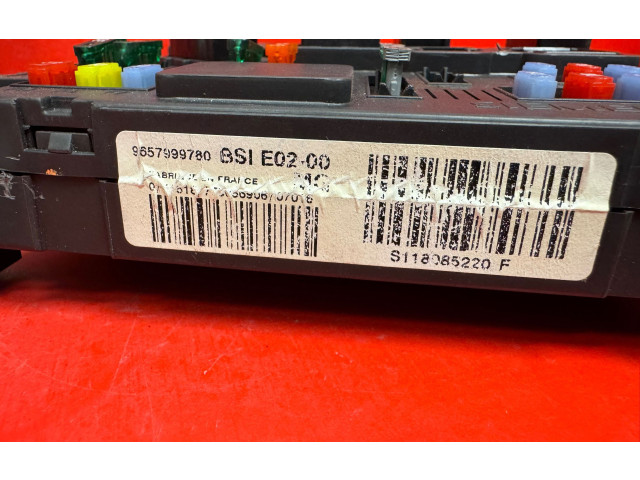 9657999780 BSI E02-00
FABRIQUE EN FRANCE
S118085220 F